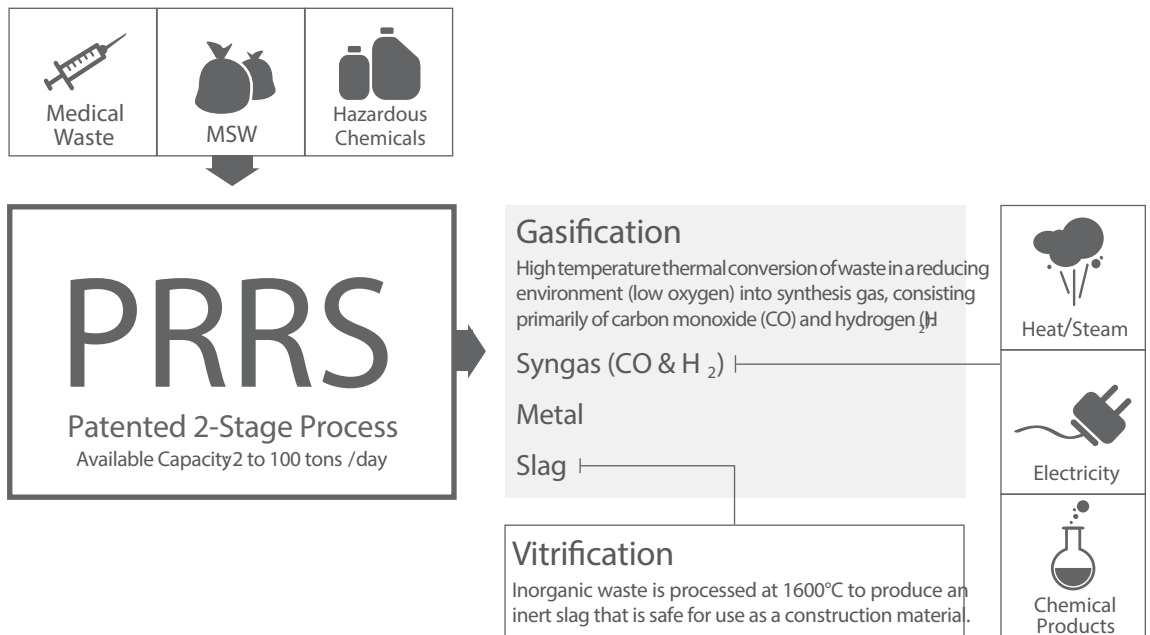 Medical
Waste
MSW
Hazardous
Chemicals
PRRS
Patented 2-Stage Process
Available Capacity 2 to 100 tons /day
Gasification
High temperature thermal conversion of waste in a reducing
environment (low oxygen) into synthesis gas, consisting
primarily of carbon monoxide (CO) and hydrogen (H2).
Syngas (CO & H 2)
Metal
Slag
Vitrification
Inorganic waste is processed at 1600°C to produce an
inert slag that is safe for use as a construction material.
Heat/Steam
Electricity
Chemical
Products